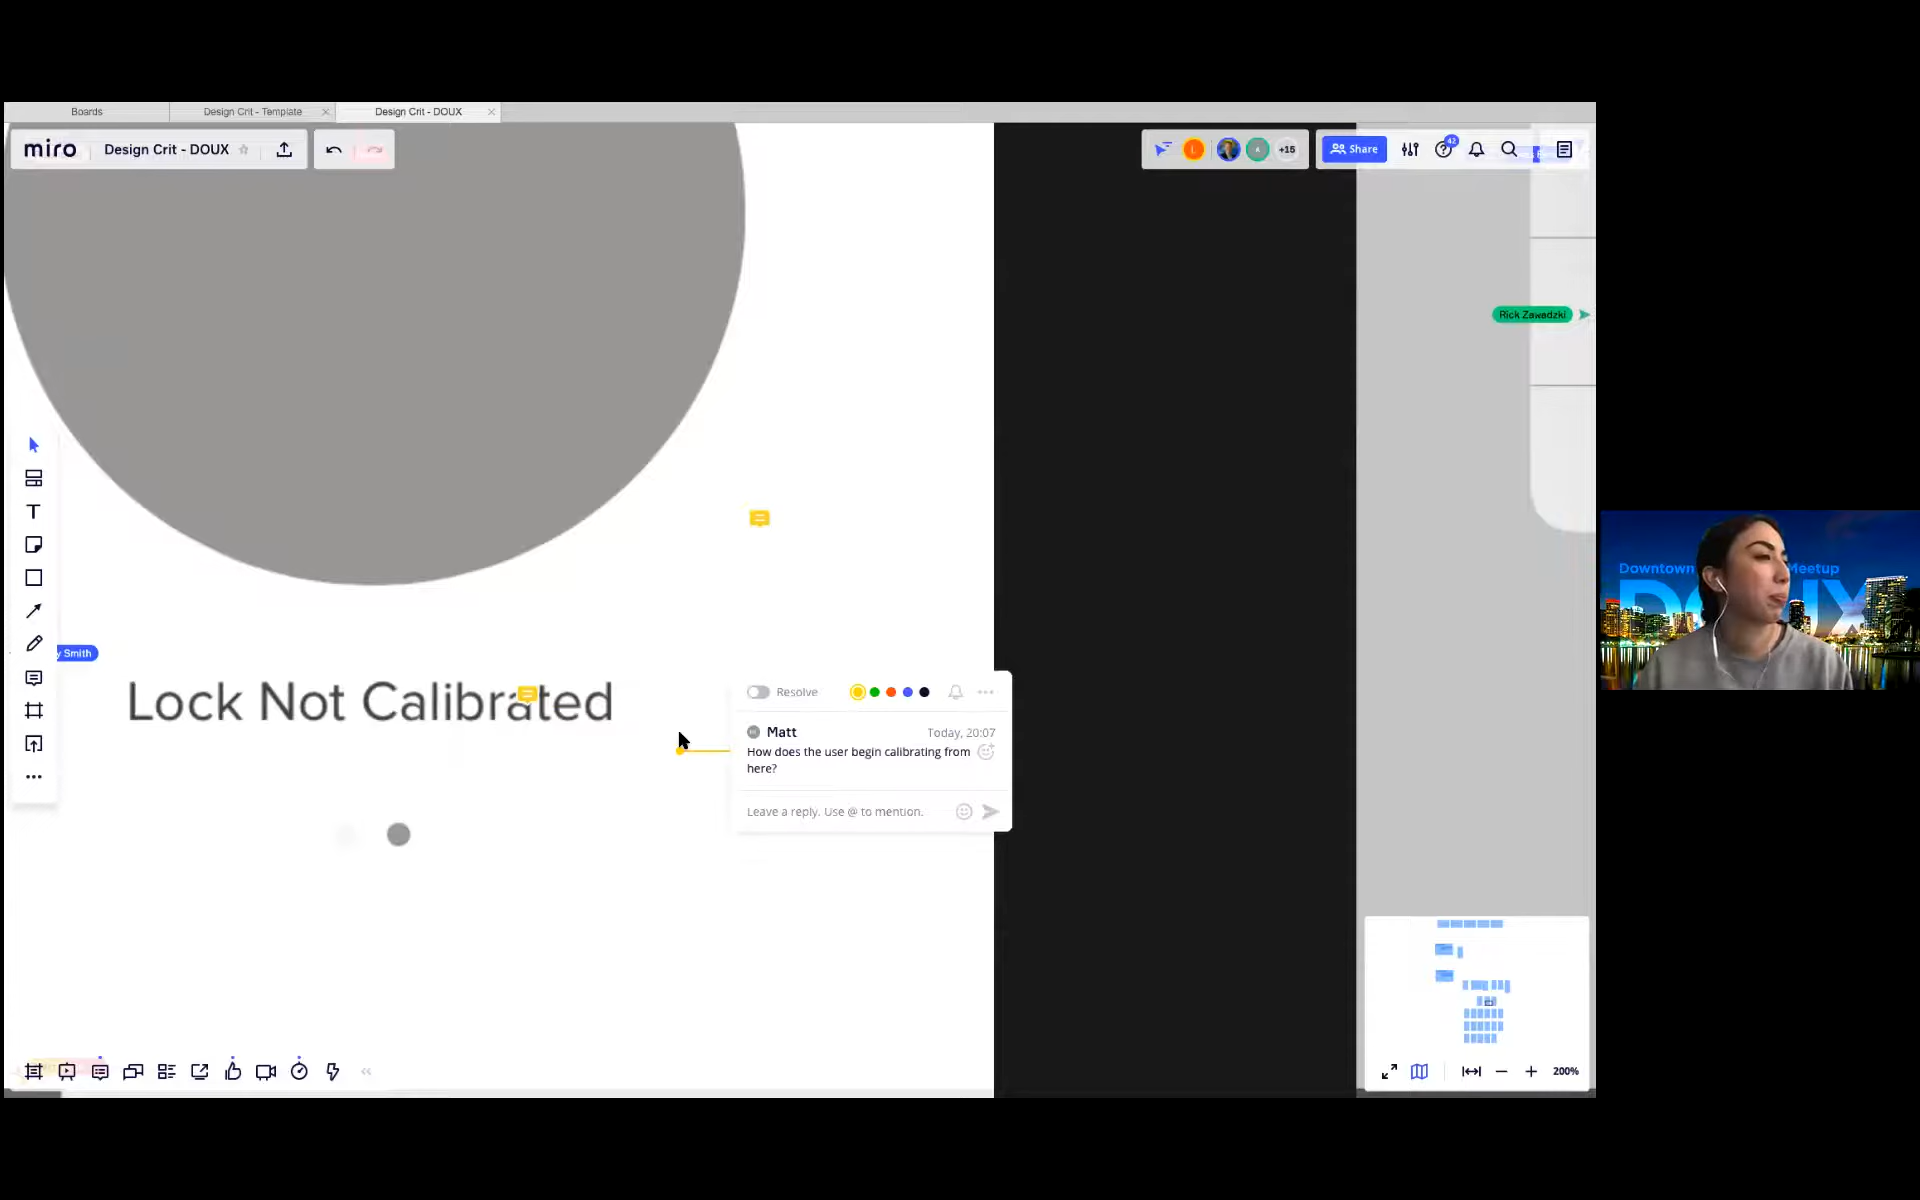 Boards
Design Crit - Template
Design Crit - DOUX
miro
Design Crit - DOUX
L
A
+15
Share
42
Rick Zawadzki
y Smith
Lock Not Calibrated
Resolve
Matt
Today, 20:07
How does the user begin calibrating from
here?
Leave a reply. Use @ to mention.
Downtown
Meetup
200%